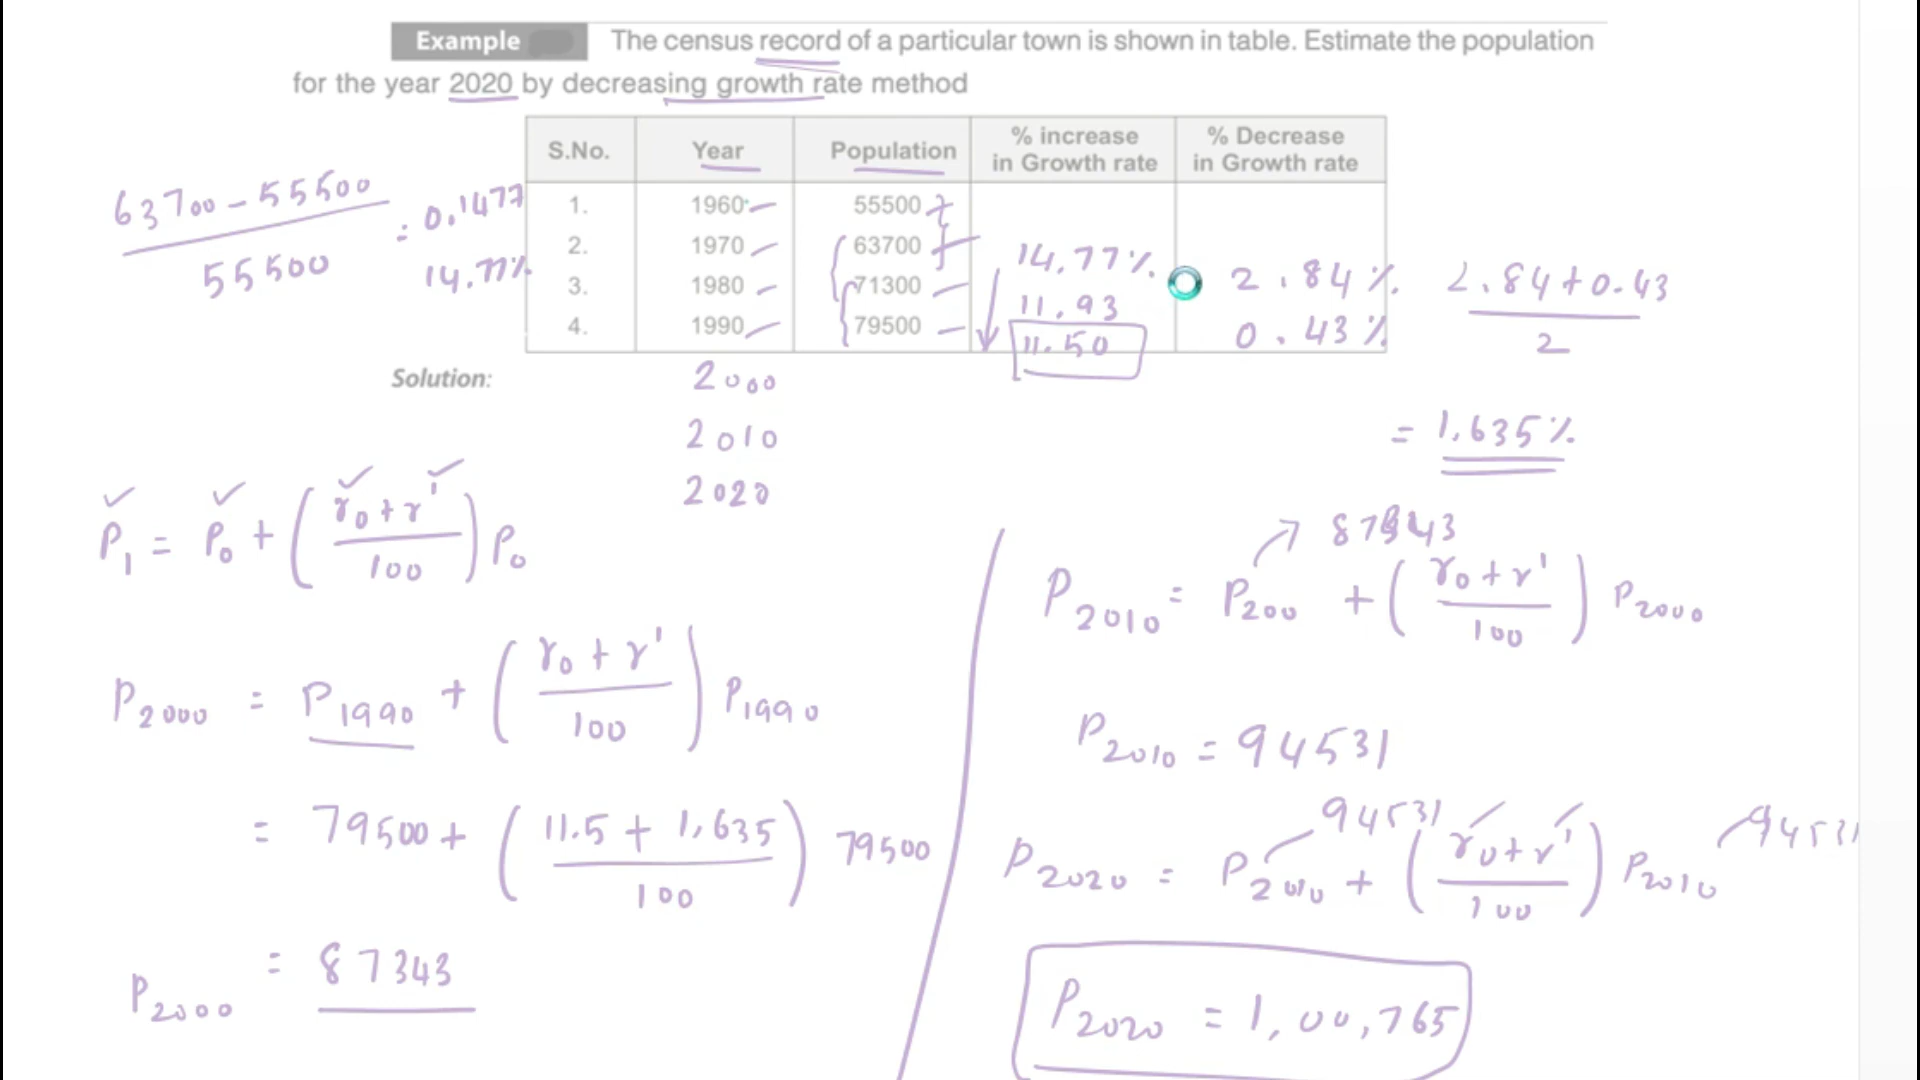 Example The census record of a particular town is shown in table. Estimate the population
for the year 2020 by decreasing growth rate method
S.No. Year Population % increase in Growth rate % Decrease in Growth rate
1. 1960 55500
2. 1970 63700 14.77%
3. 1980 71300 11.93 2.84%
4. 1990 79500 11.50 0.43%
2000
2010
2020
63700 - 55500
55500
= 0.1477
14.77%
2.84 + 0.43
2
= 1.635%
Solution:
P1 = P0 + (r0 + r' / 100) P0
P2000 = P1990 + (r0 + r' / 100) P1990
= 79500 + (11.5 + 1.635 / 100) 79500
P2000 = 87343
87343
P2010 = P200 + (r0 + r' / 100) P2000
P2010 = 94531
94531 94531
P2020 = P2010 + (r0 + r' / 100) P2010
P2020 = 1,00,765